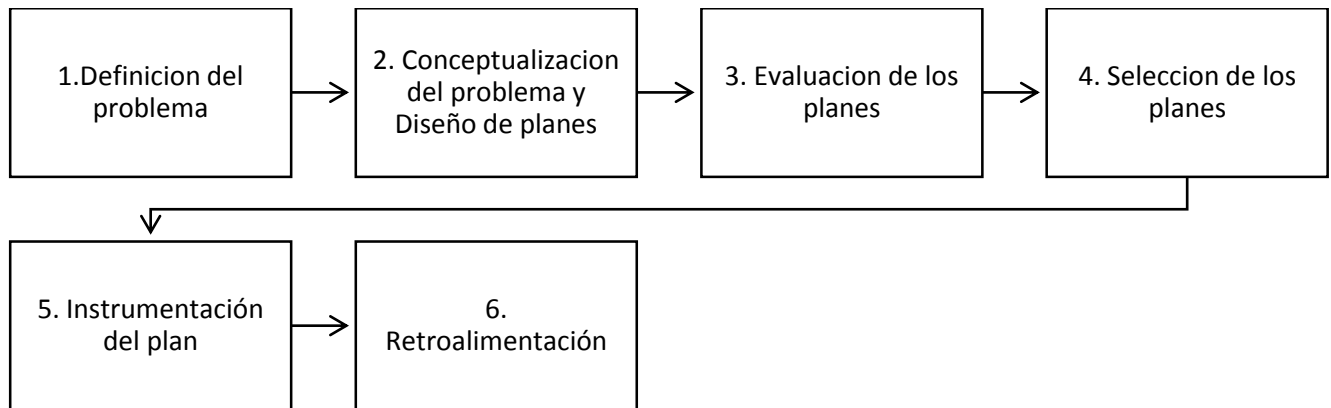 1.Definicion del
problema
2. Conceptualizacion
del problema y
Diseño de planes
3. Evaluacion de los
planes
4. Seleccion de los
planes
5. Instrumentación
del plan
6.
Retroalimentación